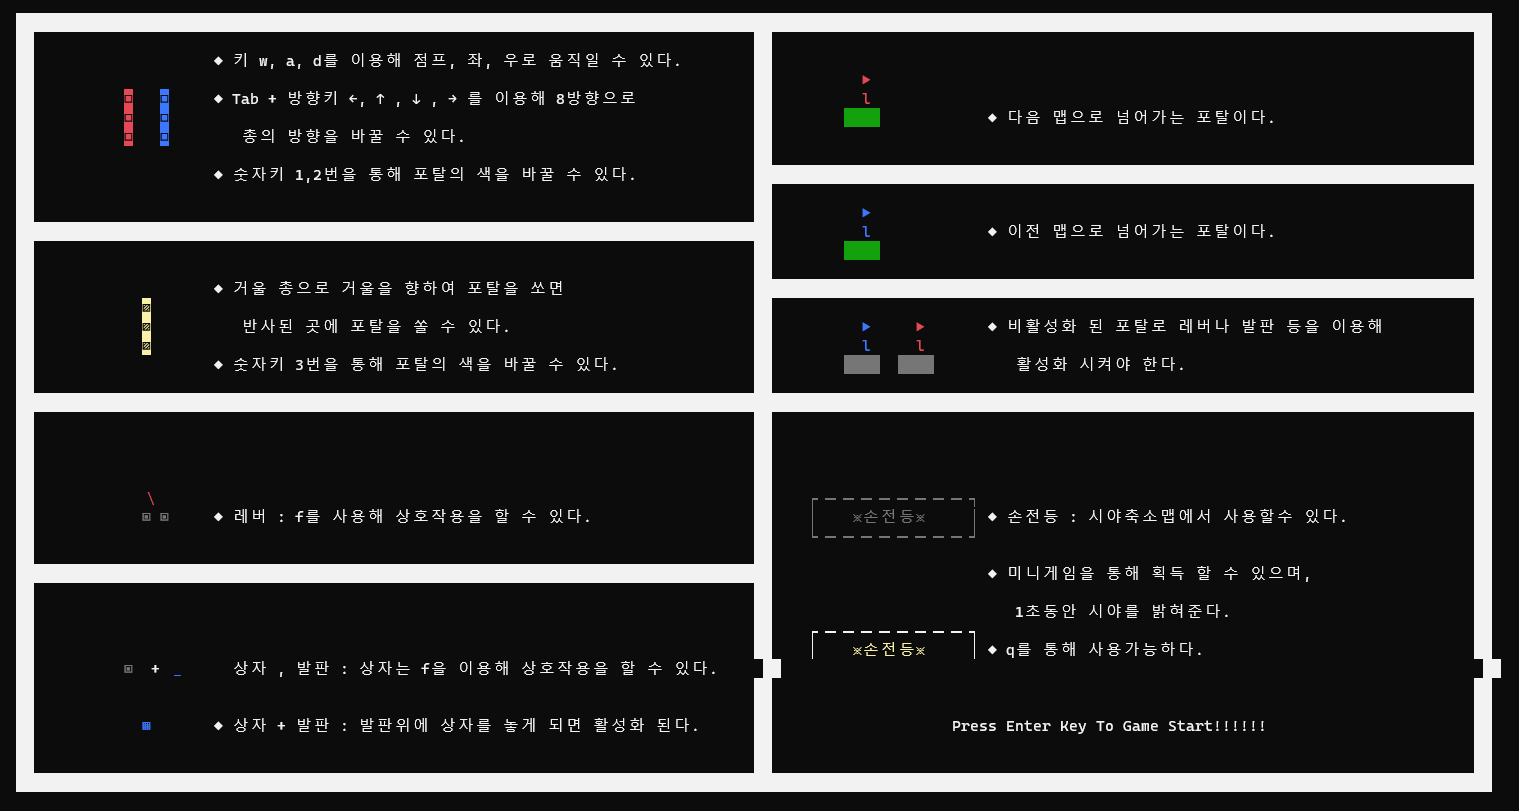 ◆ 키 w, a, d를 이용해 점프, 좌, 우로 움직일 수 있다.
◆ Tab + 방향키 ←, ↑ , ↓ , → 를 이용해 8방향으로
총의 방향을 바꿀 수 있다.
◆ 숫자키 1,2번을 통해 포탈의 색을 바꿀 수 있다.
◆ 거울 총으로 거울을 향하여 포탈을 쏘면
반사된 곳에 포탈을 쏠 수 있다.
◆ 숫자키 3번을 통해 포탈의 색을 바꿀 수 있다.
◆ 레버 : f를 사용해 상호작용을 할 수 있다.
▣ + _ 상자 , 발판 : 상자는 f을 이용해 상호작용을 할 수 있다.
◆ 상자 + 발판 : 발판위에 상자를 놓게 되면 활성화 된다.
◆ 다음 맵으로 넘어가는 포탈이다.
◆ 이전 맵으로 넘어가는 포탈이다.
◆ 비활성화 된 포탈로 레버나 발판 등을 이용해
활성화 시켜야 한다.
※손전등※ ◆ 손전등 : 시야축소맵에서 사용할수 있다.
◆ 미니게임을 통해 획득 할 수 있으며,
1초동안 시야를 밝혀준다.
※손전등※ ◆ q를 통해 사용가능하다.
Press Enter Key To Game Start!!!!!!